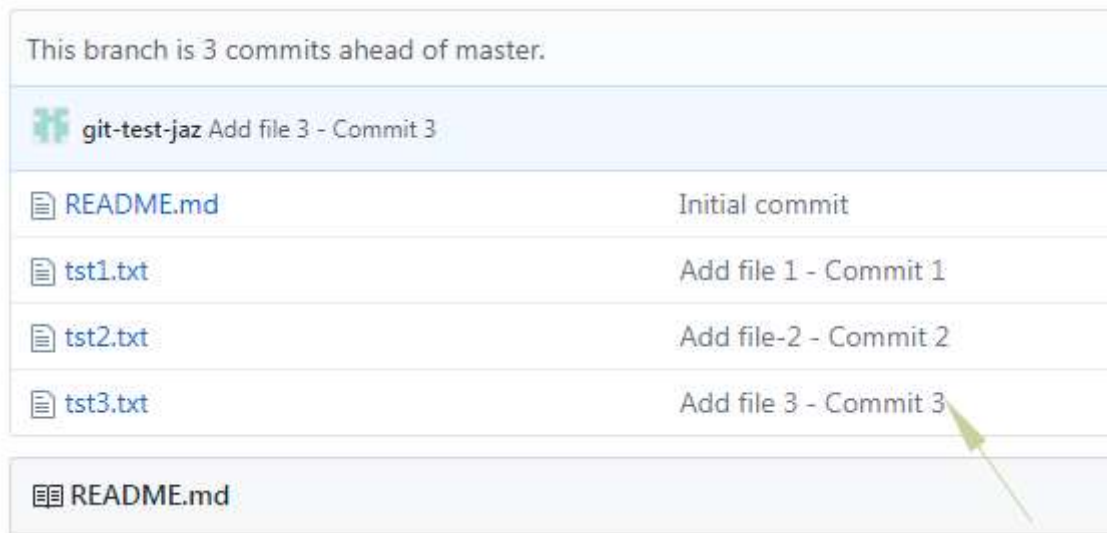 This branch is 3 commits ahead of master.
git-test-jaz Add file 3 - Commit 3
README.md Initial commit
tst1.txt Add file 1 - Commit 1
tst2.txt Add file-2 - Commit 2
tst3.txt Add file 3 - Commit 3
README.md